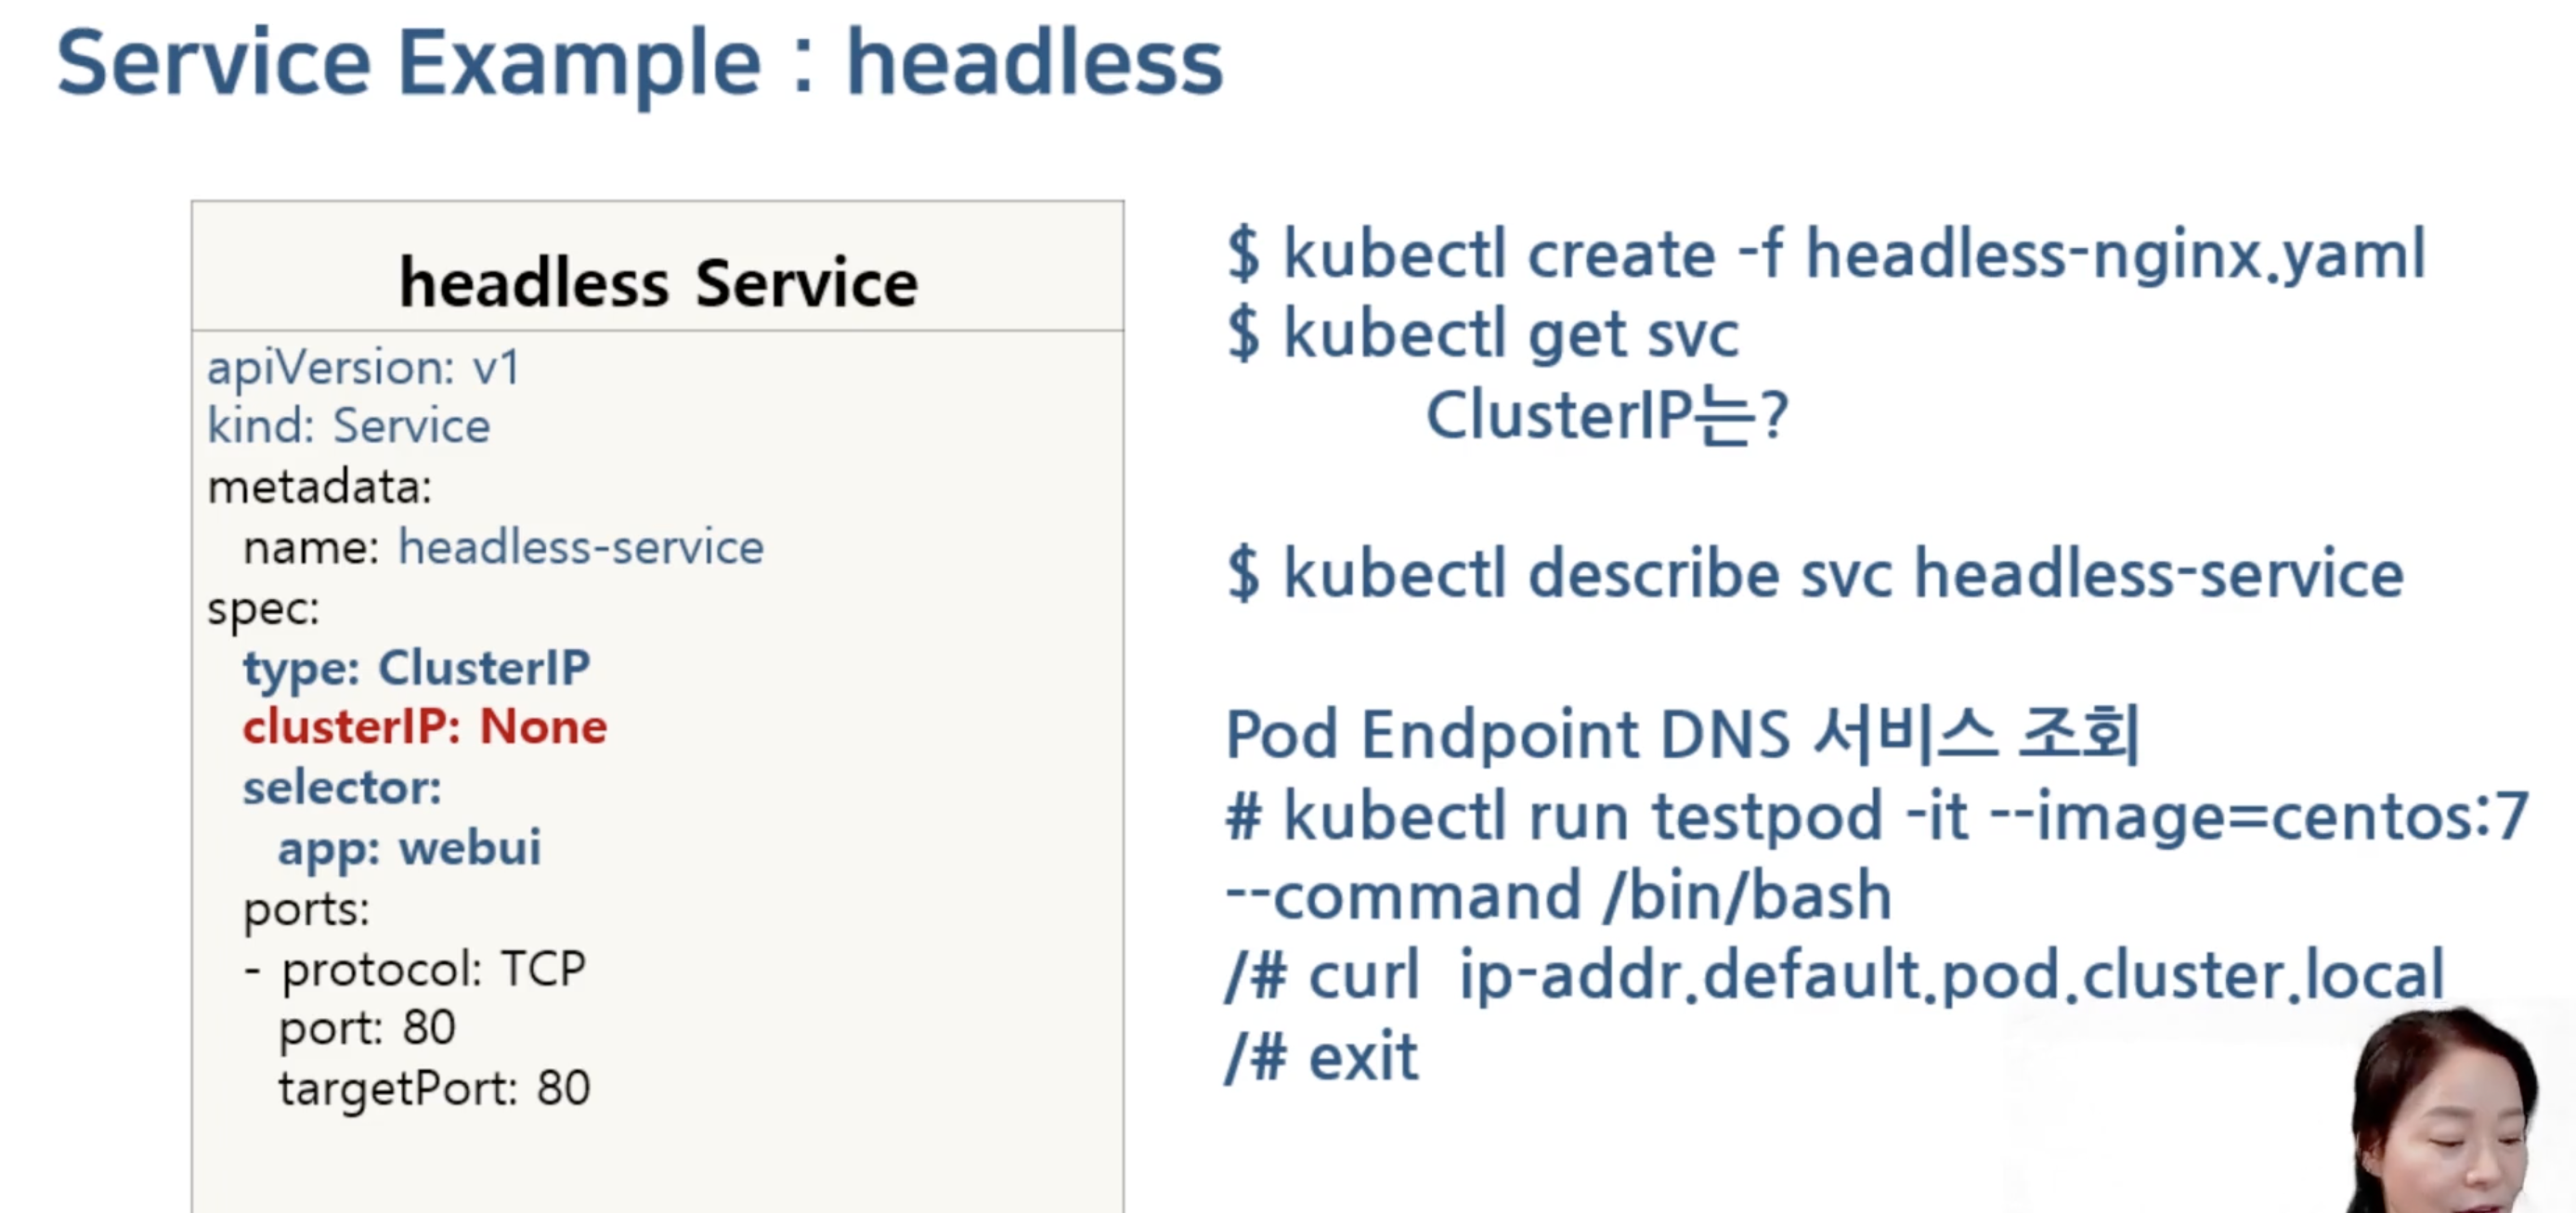 Service Example : headless
headless Service
apiVersion: v1
kind: Service
metadata:
  name: headless-service
spec:
  type: ClusterIP
  clusterIP: None
  selector:
    app: webui
  ports:
  - protocol: TCP
    port: 80
    targetPort: 80
$ kubectl create -f headless-nginx.yaml
$ kubectl get svc
ClusterIP는?
$ kubectl describe svc headless-service
Pod Endpoint DNS 서비스 조회
# kubectl run testpod -it --image=centos:7
--command /bin/bash
/# curl  ip-addr.default.pod.cluster.local
/# exit